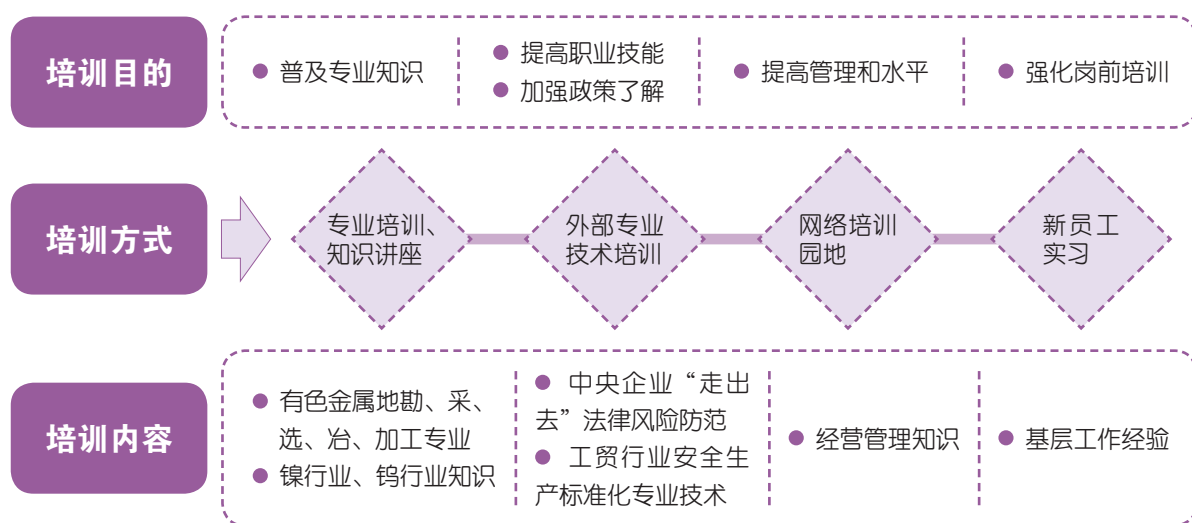 培训目的
● 普及专业知识
● 提高职业技能
● 加强政策了解
● 提高管理和水平
● 强化岗前培训
培训方式
专业培训、
知识讲座
外部专业
技术培训
网络培训
园地
新员工
实习
培训内容
● 有色金属地勘、采、
选、冶、加工专业
● 镍行业、钨行业知识
● 中央企业“走出
去”法律风险防范
● 工贸行业安全生
产标准化专业技术
● 经营管理知识
● 基层工作经验